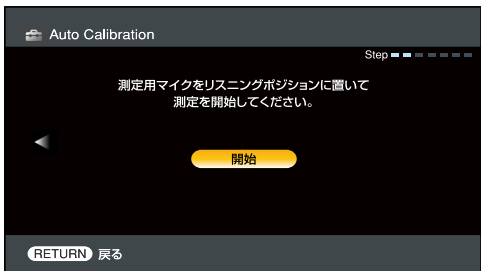 Auto Calibration
Step
測定用マイクをリスニングポジションに置いて
測定を開始してください。
開始
RETURN 戻る